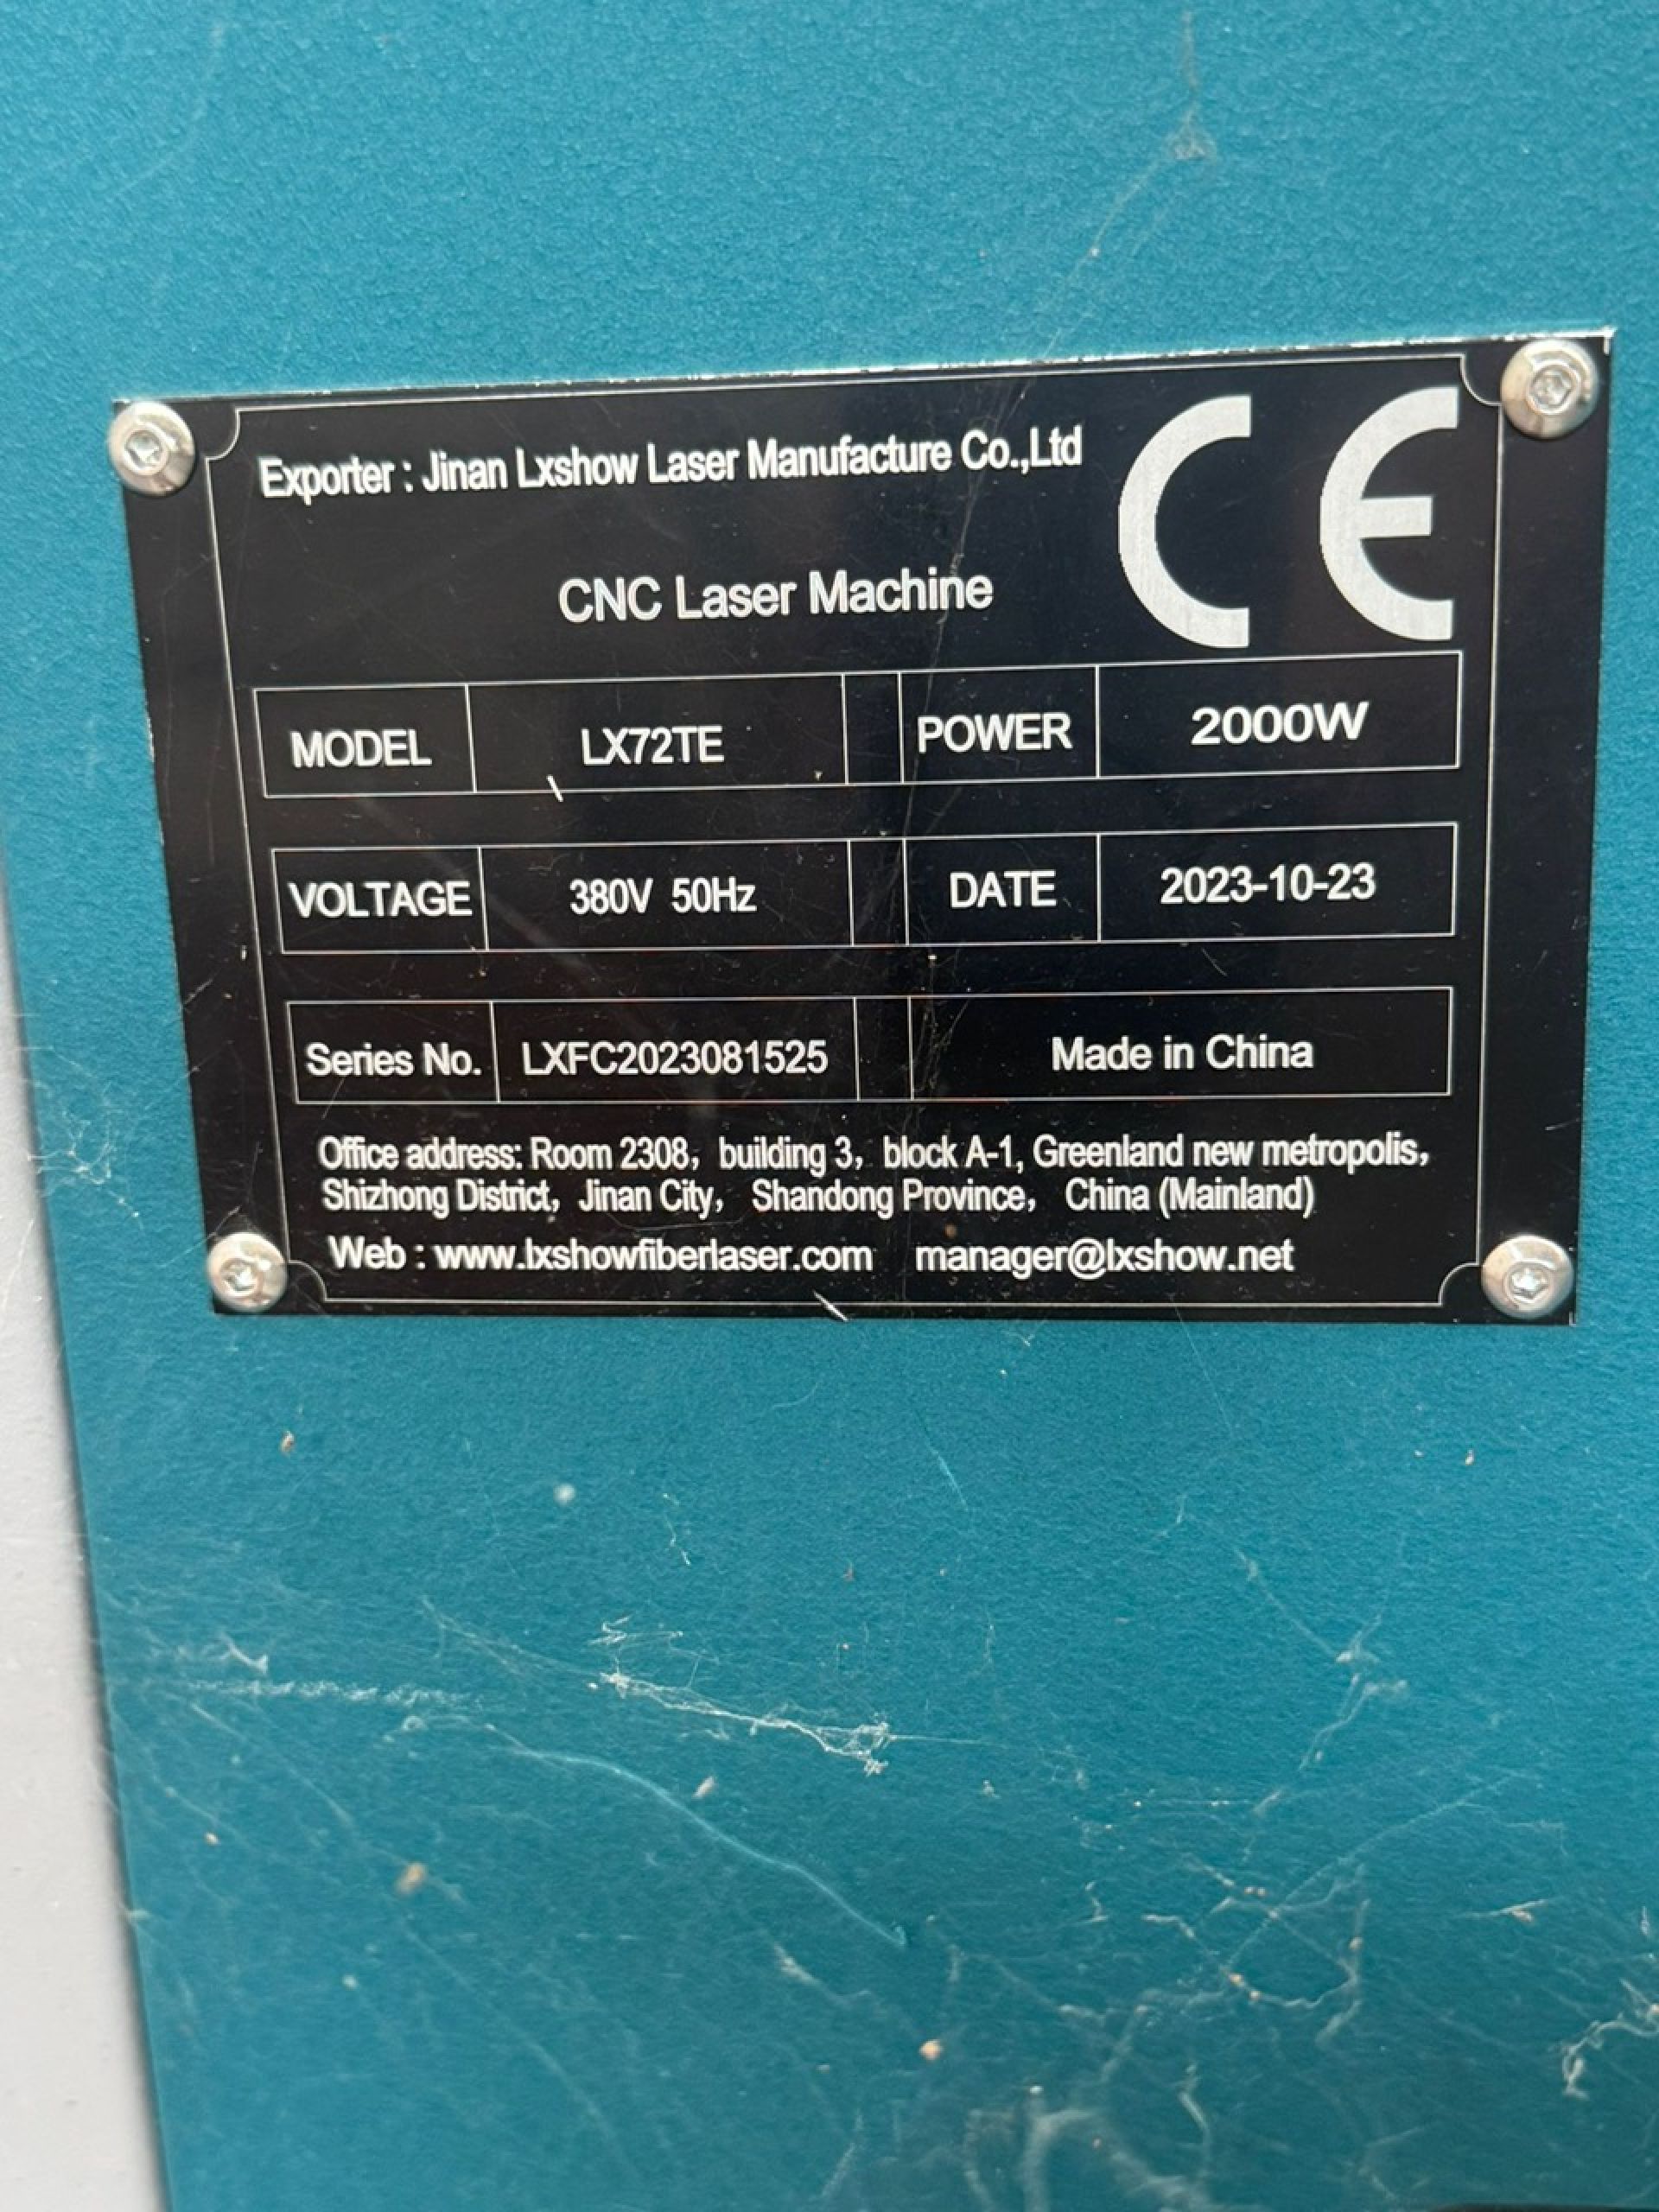 Exporter : Jinan Lxshow Laser Manufacture Co.,Ltd
CE
CNC Laser Machine
MODEL LX72TE POWER 2000W
VOLTAGE 380V 50Hz DATE 2023-10-23
Series No. LXFC2023081525 Made in China
Office address: Room 2308，building 3，block A-1, Greenland new metropolis，
Shizhong District，Jinan City，Shandong Province，China (Mainland)
Web : www.lxshowfiberlaser.com manager@lxshow.net